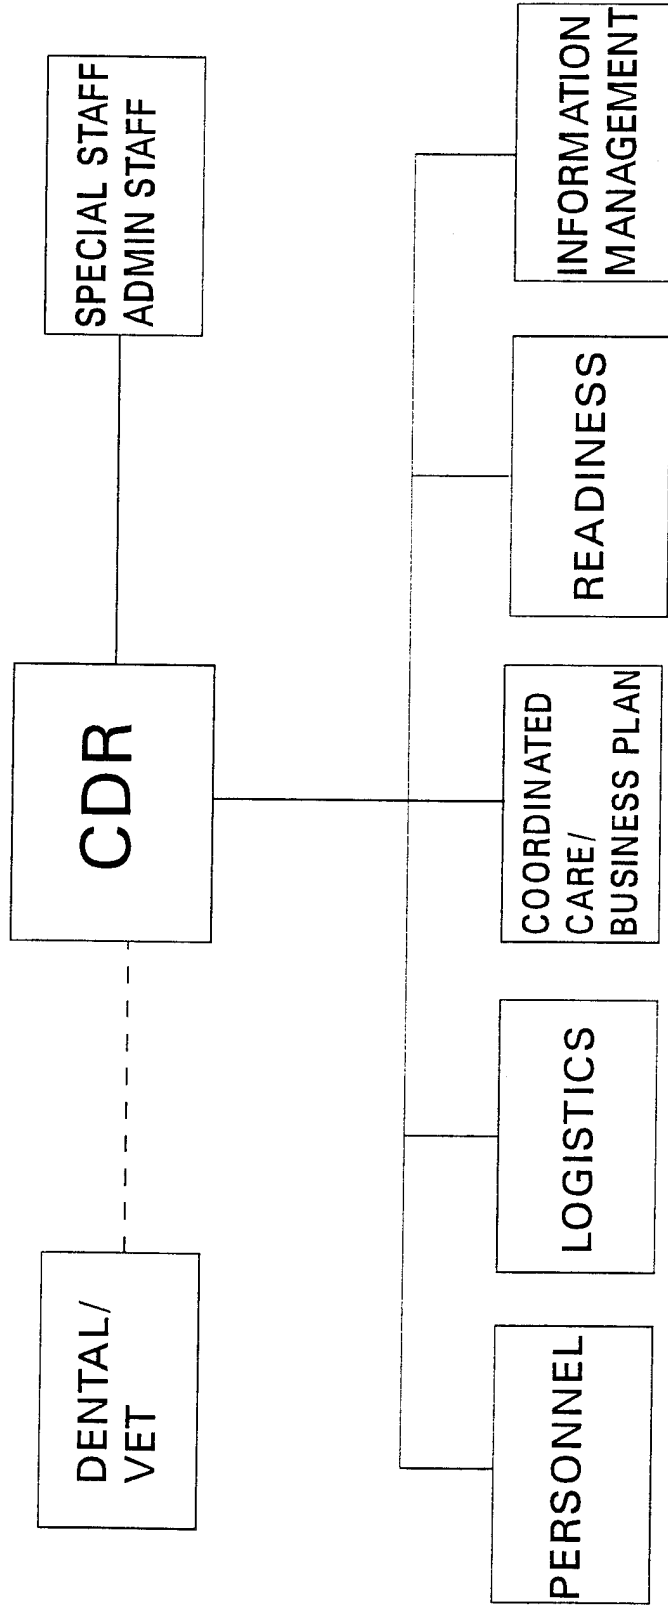 DENTAL/
VET
CDR
SPECIAL STAFF
ADMIN STAFF
PERSONNEL
LOGISTICS
COORDINATED
CARE/
BUSINESS PLAN
READINESS
INFORMATION
MANAGEMENT